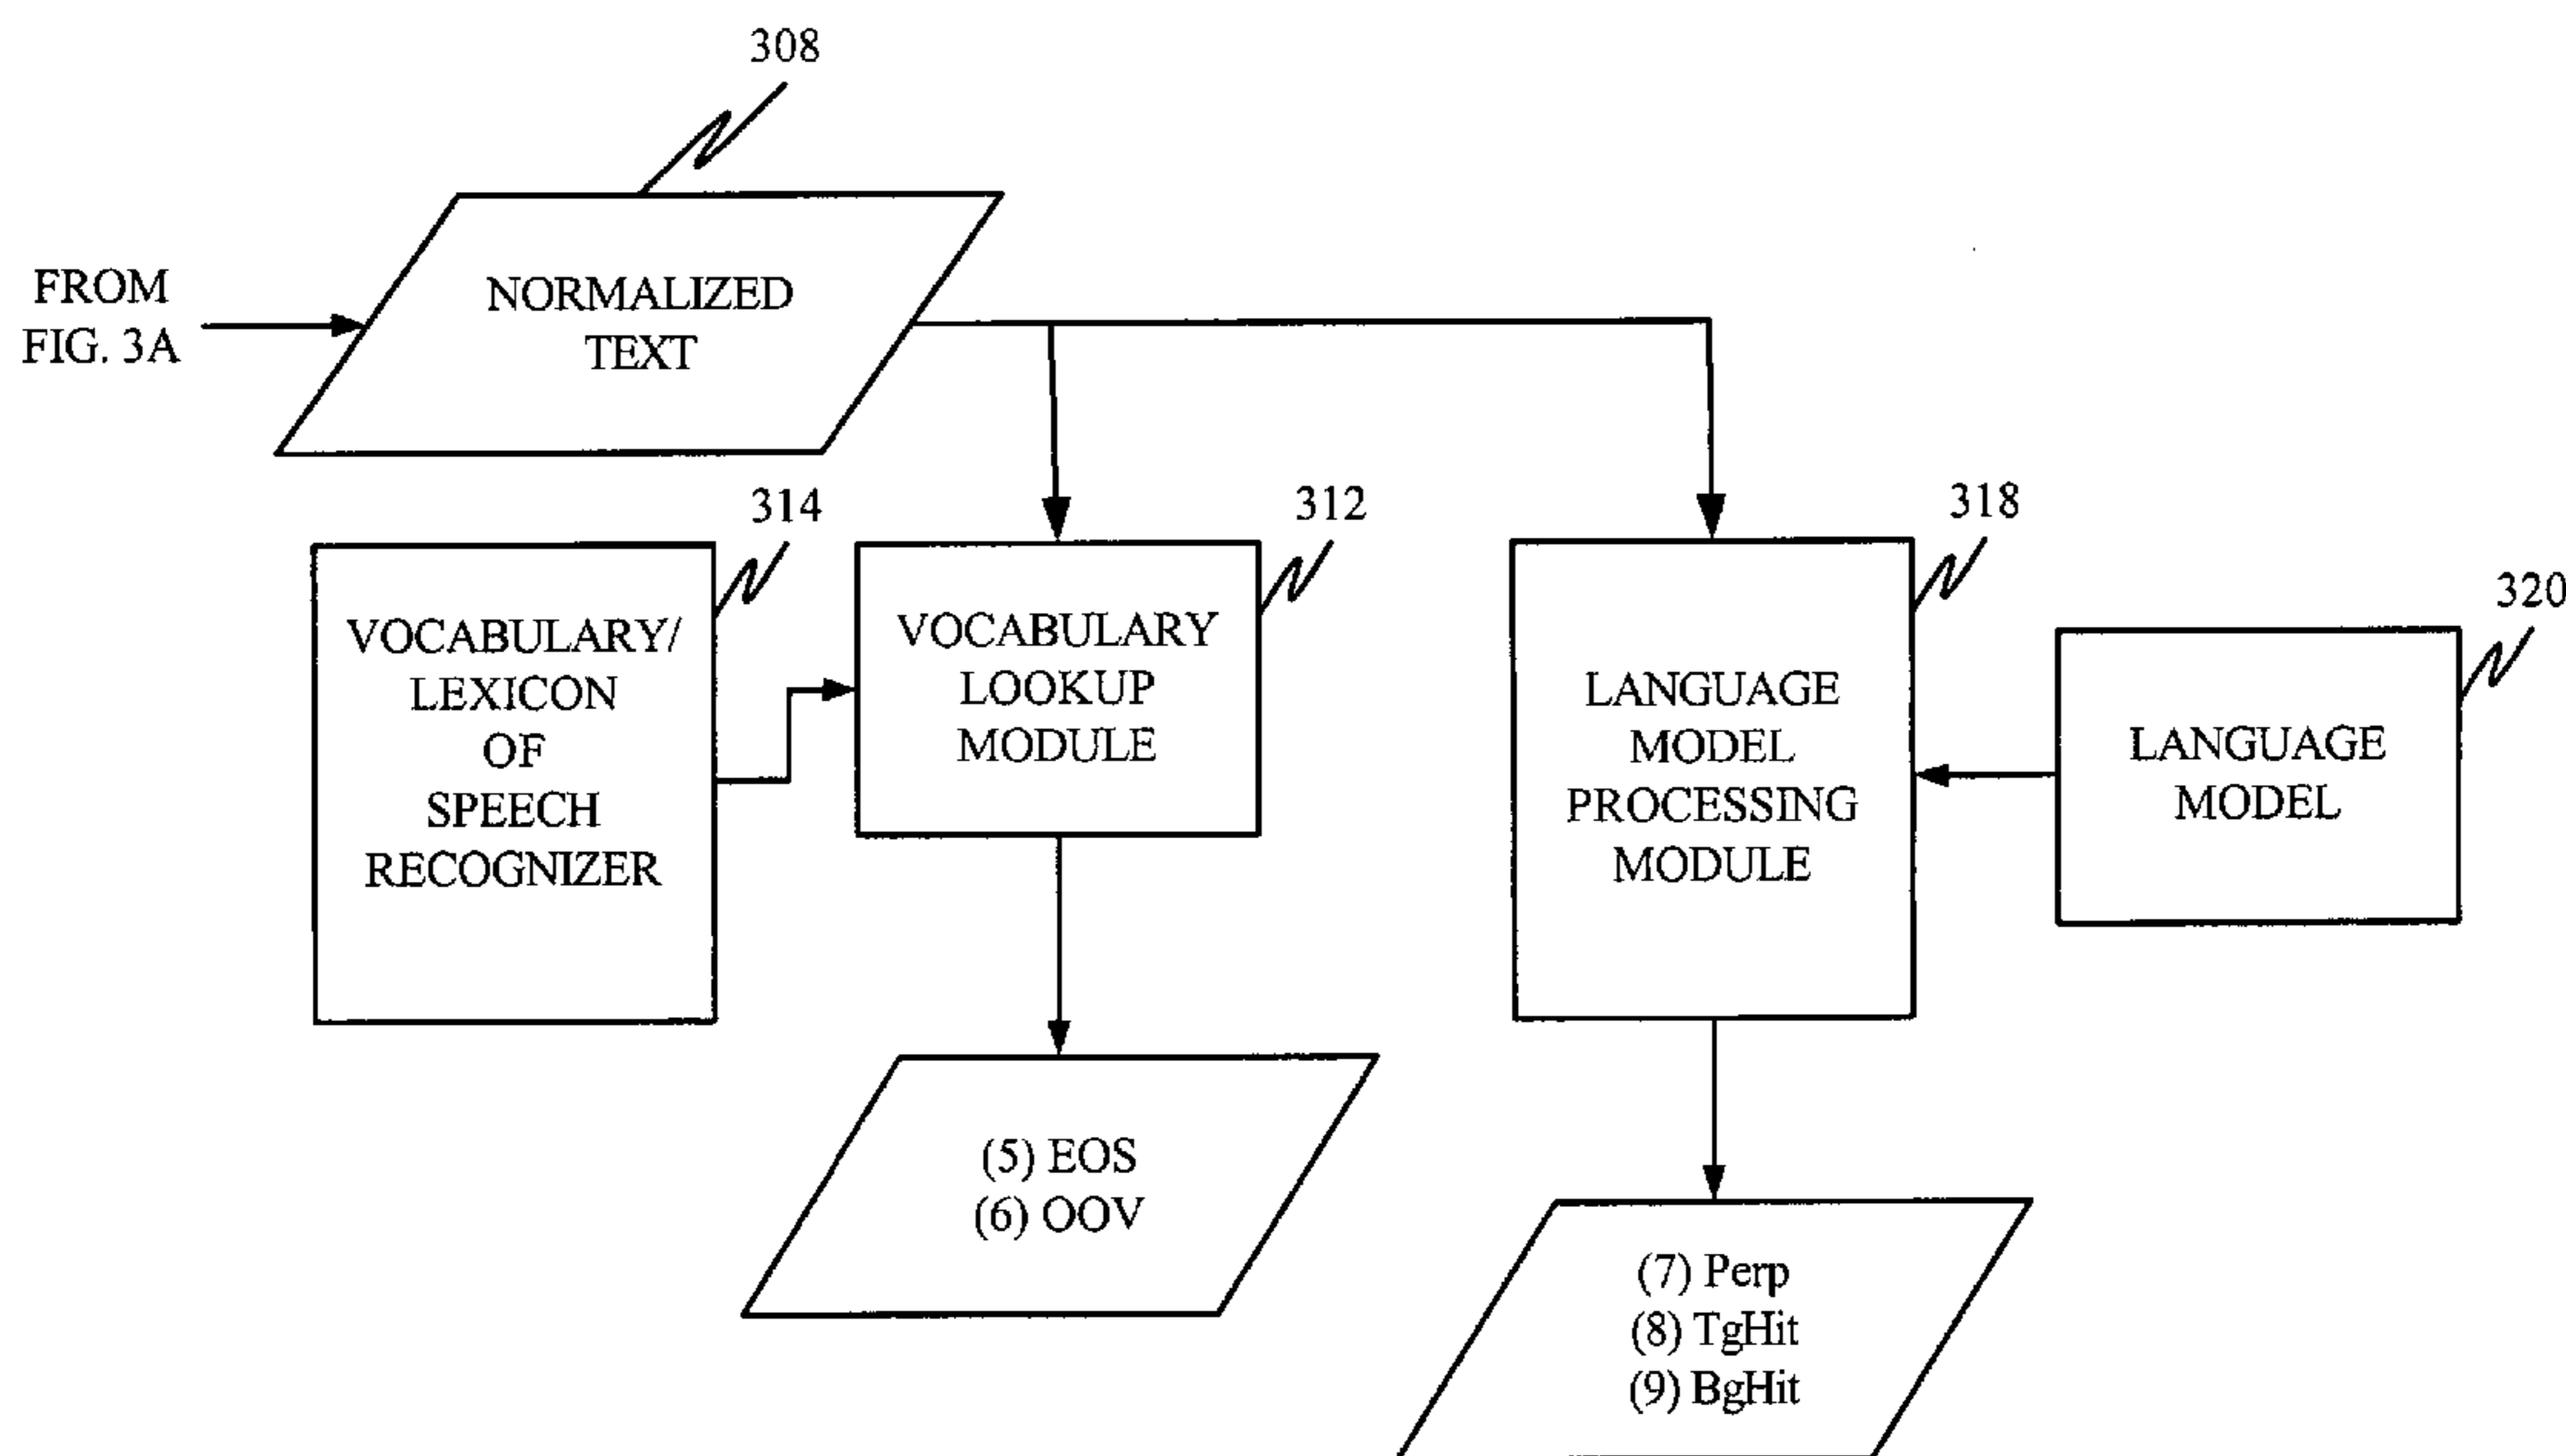 308
FROM
FIG. 3A
NORMALIZED
TEXT
314
312
318
320
VOCABULARY/
LEXICON
OF
SPEECH
RECOGNIZER
VOCABULARY
LOOKUP
MODULE
LANGUAGE
MODEL
PROCESSING
MODULE
LANGUAGE
MODEL
(5) EOS
(6) OOV
(7) Perp
(8) TgHit
(9) BgHit